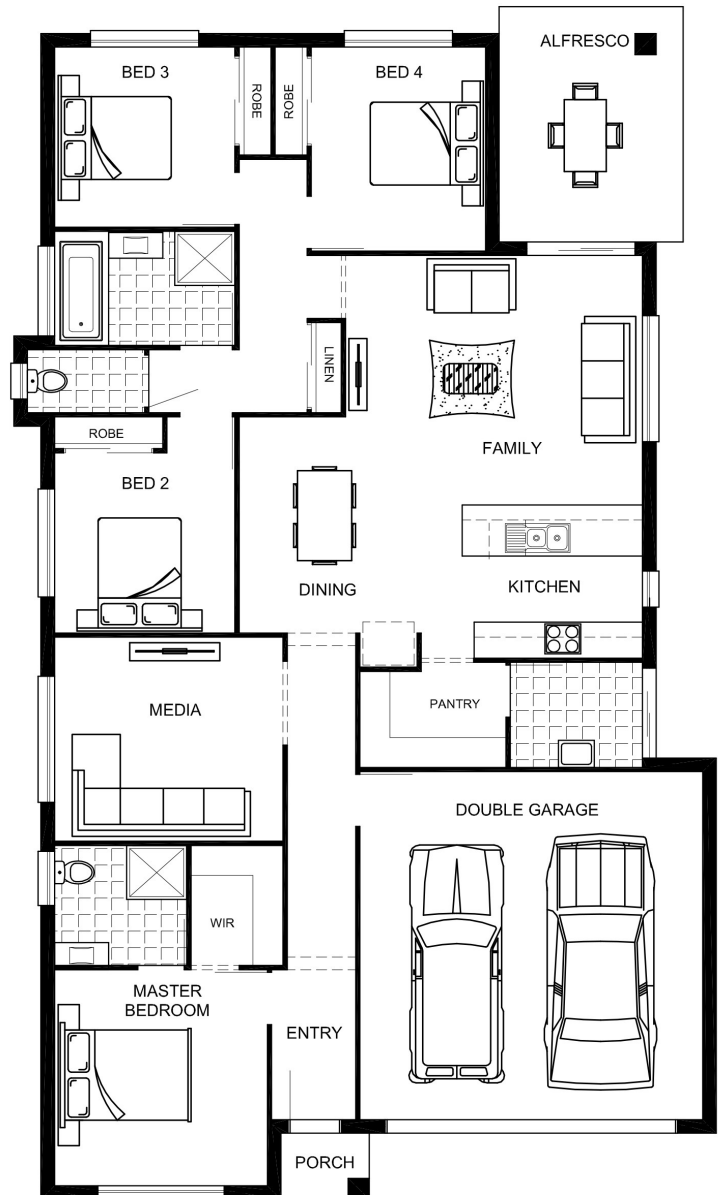 ALFRESCO
BED 3
BED 4
ROBE
ROBE
LINEN
FAMILY
ROBE
BED 2
DINING
KITCHEN
MEDIA
PANTRY
DOUBLE GARAGE
WIR
MASTER
BEDROOM
ENTRY
PORCH